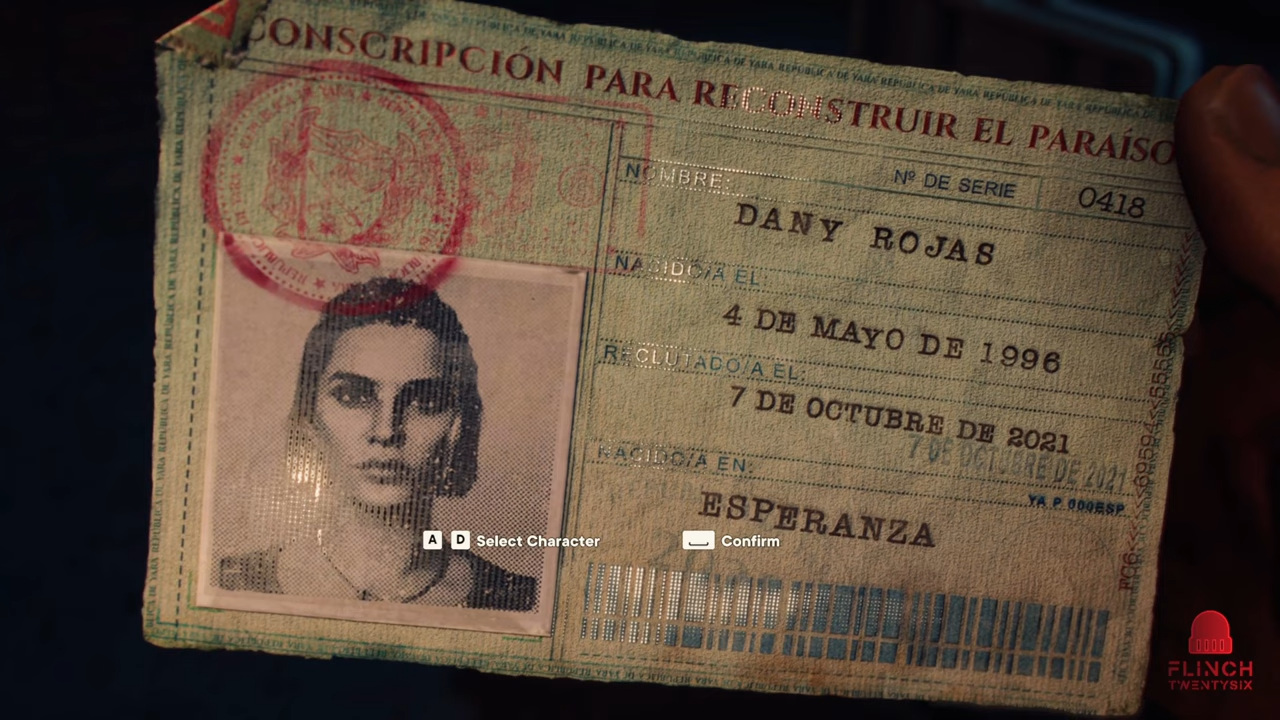 CONSCRIPCIÓN PARA RECONSTRUIR EL PARAÍSO
NOMBRE:
Nº DE SERIE
0418
DANY ROJAS
NACIDO/A EL:
4 DE MAYO DE 1996
RECLUTADO/A EL:
7 DE OCTUBRE DE 2021
7 DE OCTUBRE DE 2021
NACIDO/A EN:
YA P 000ESP
ESPERANZA
A D Select Character
Confirm
FLINCH
TWENTYSIX